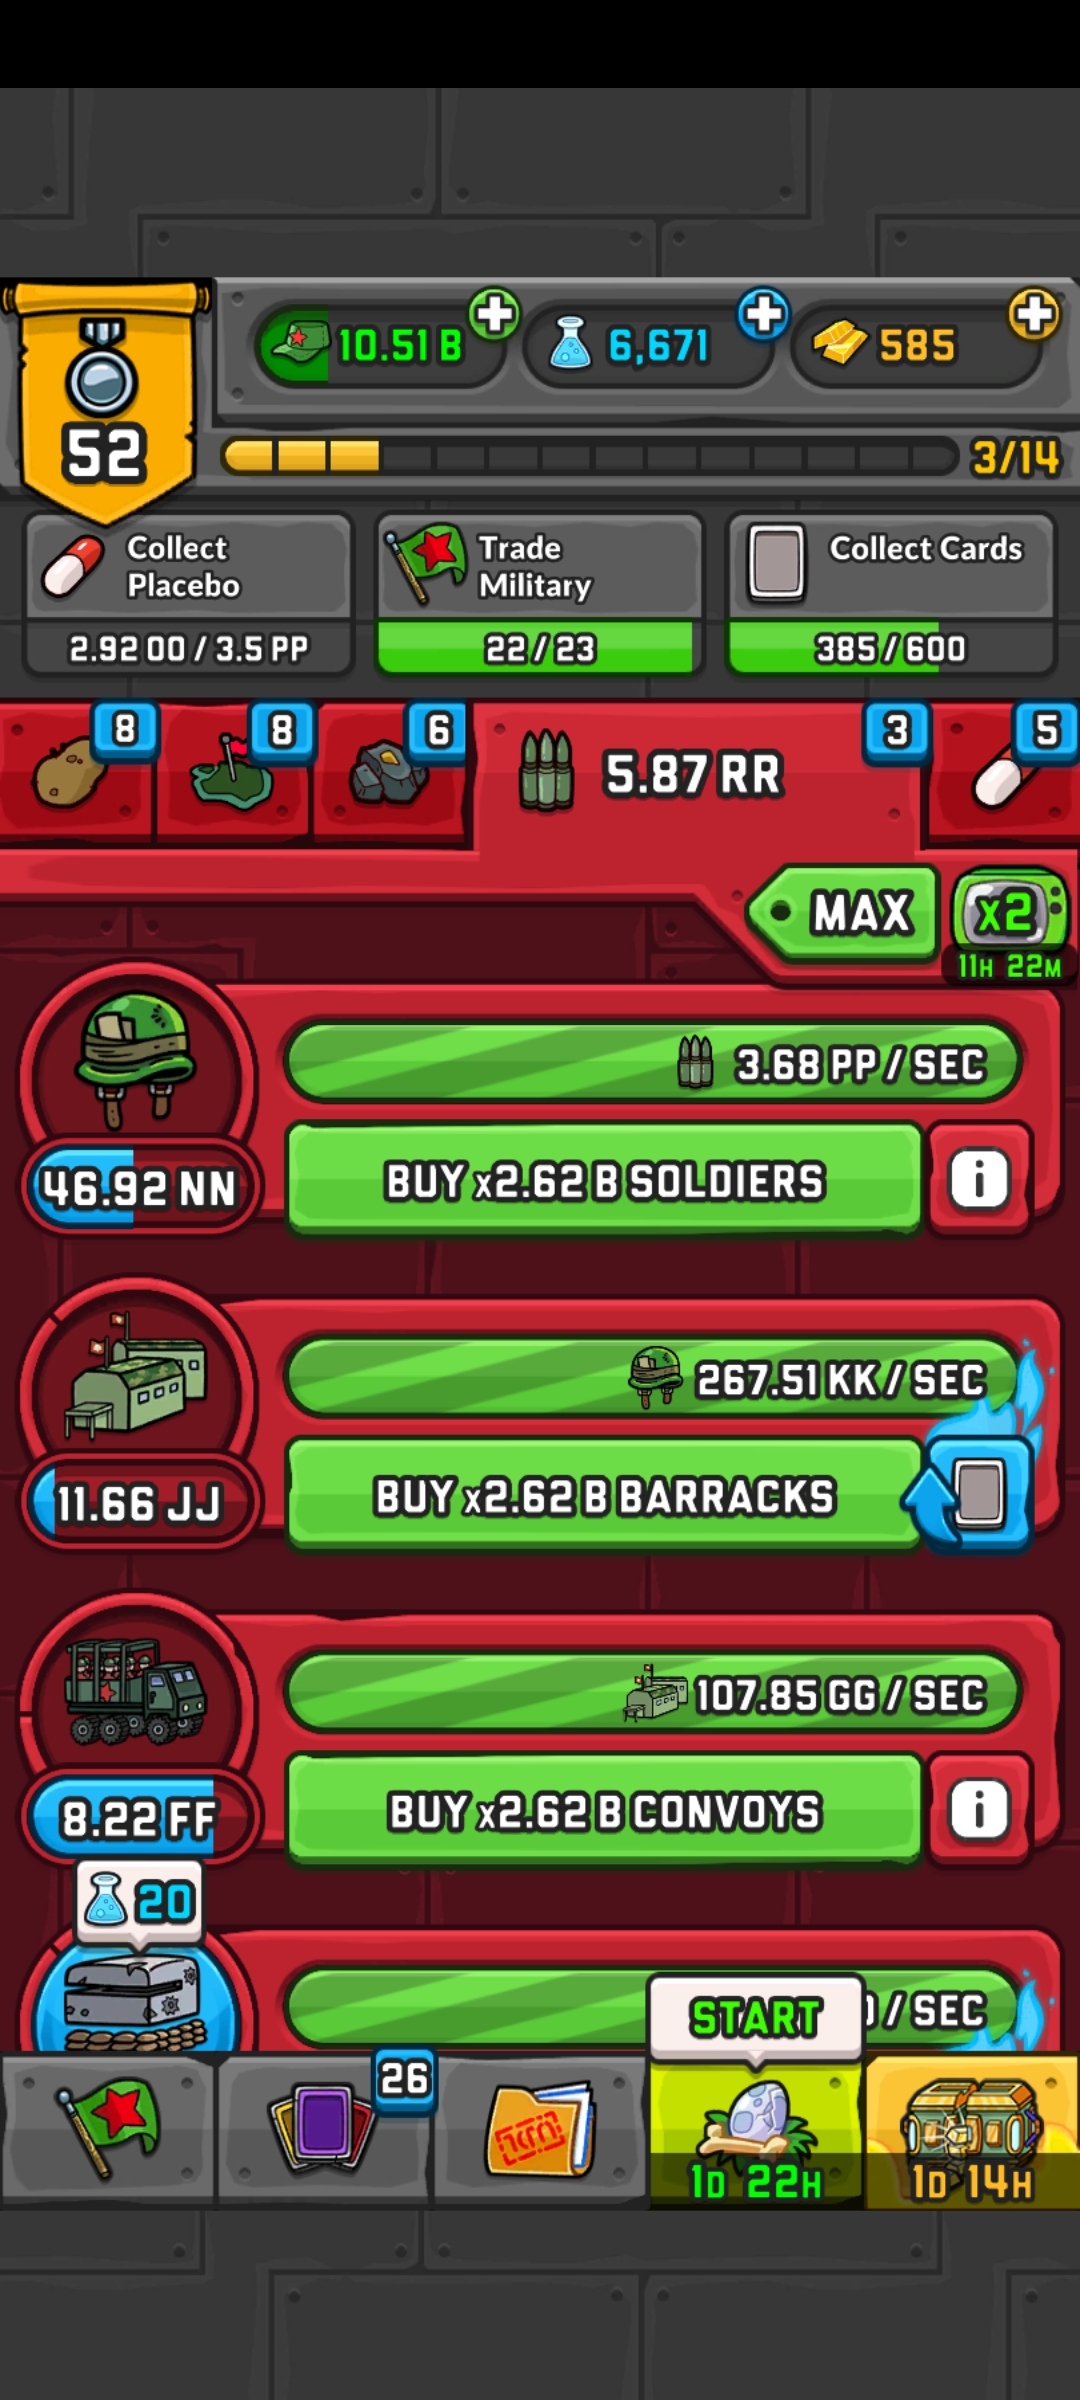 10.51 B
6,671
585
52
3/14
Collect
Placebo
2.92 OO / 3.5 PP
Trade
Military
22 / 23
Collect Cards
385 / 600
8
8
6
5.87 RR
3
5
MAX
x2
11H 22M
3.68 PP / SEC
46.92 NN
BUY x2.62 B SOLDIERS
267.51 KK / SEC
11.66 JJ
BUY x2.62 B BARRACKS
107.85 GG / SEC
8.22 FF
BUY x2.62 B CONVOYS
20
/ SEC
START
26
1D 22H
1D 14H